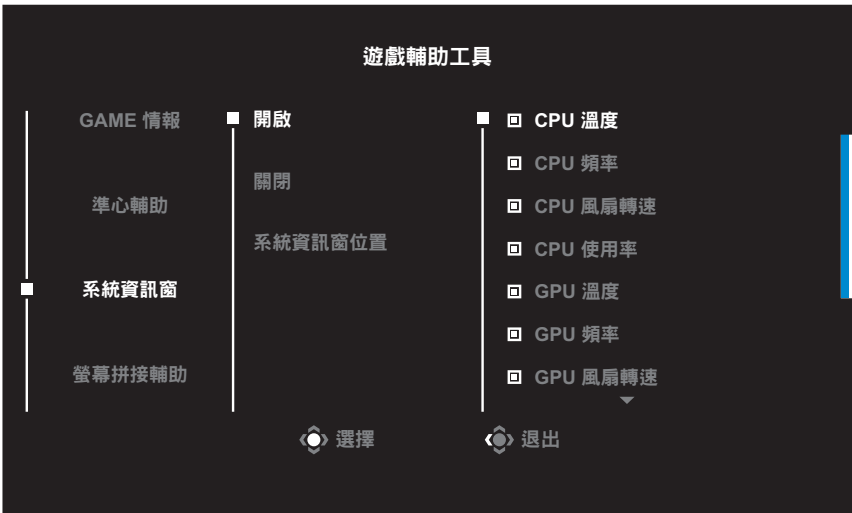 遊戲輔助工具
GAME 情報
準心輔助
系統資訊窗
螢幕拼接輔助
開啟
關閉
系統資訊窗位置
CPU 溫度
CPU 頻率
CPU 風扇轉速
CPU 使用率
GPU 溫度
GPU 頻率
GPU 風扇轉速
選擇
退出